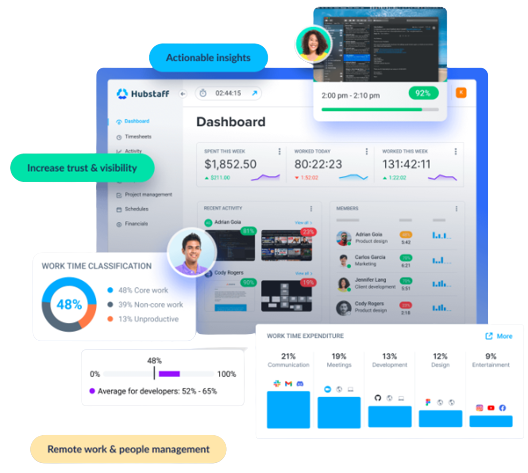 Actionable insights
2:00 pm - 2:10 pm
92%
Hubstaff
02:44:15
Dashboard
Dashboard
Timesheets
Activity
Increase trust & visibility
Project management
Schedules
Financials
SPENT THIS WEEK
$1,852.50
$211.98
WORKED TODAY
80:22:23
1:52:02
WORKED THIS WEEK
131:42:11
1:22:02
RECENT ACTIVITY
View all
Adrian Goia
81%
23%
Cody Rogers
View all
MEMBERS
Adrian Goia
Product design
Carlos Garcia
Marketing
6:21
Jennifer Lang
Client development
Cody Rogers
Product design
WORK TIME CLASSIFICATION
48%
48% Core work
39% Non-core work
13% Unproductive
48%
0%
100%
Average for developers: 52% - 65%
WORK TIME EXPENDITURE
More
21%
Communication
19%
Meetings
13%
Development
12%
Design
9%
Entertainment
Remote work & people management